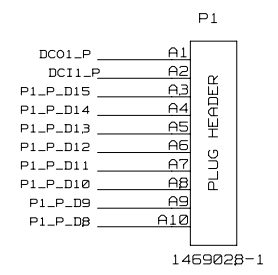 P1
DCO1_P A1
DCI1_P A2
P1_P_D15 A3
P1_P_D14 A4
P1_P_D13 A5
P1_P_D12 A6
P1_P_D11 A7
P1_P_D10 A8
P1_P_D9 A9
P1_P_D8 A10
PLUG HEADER
1469028-1